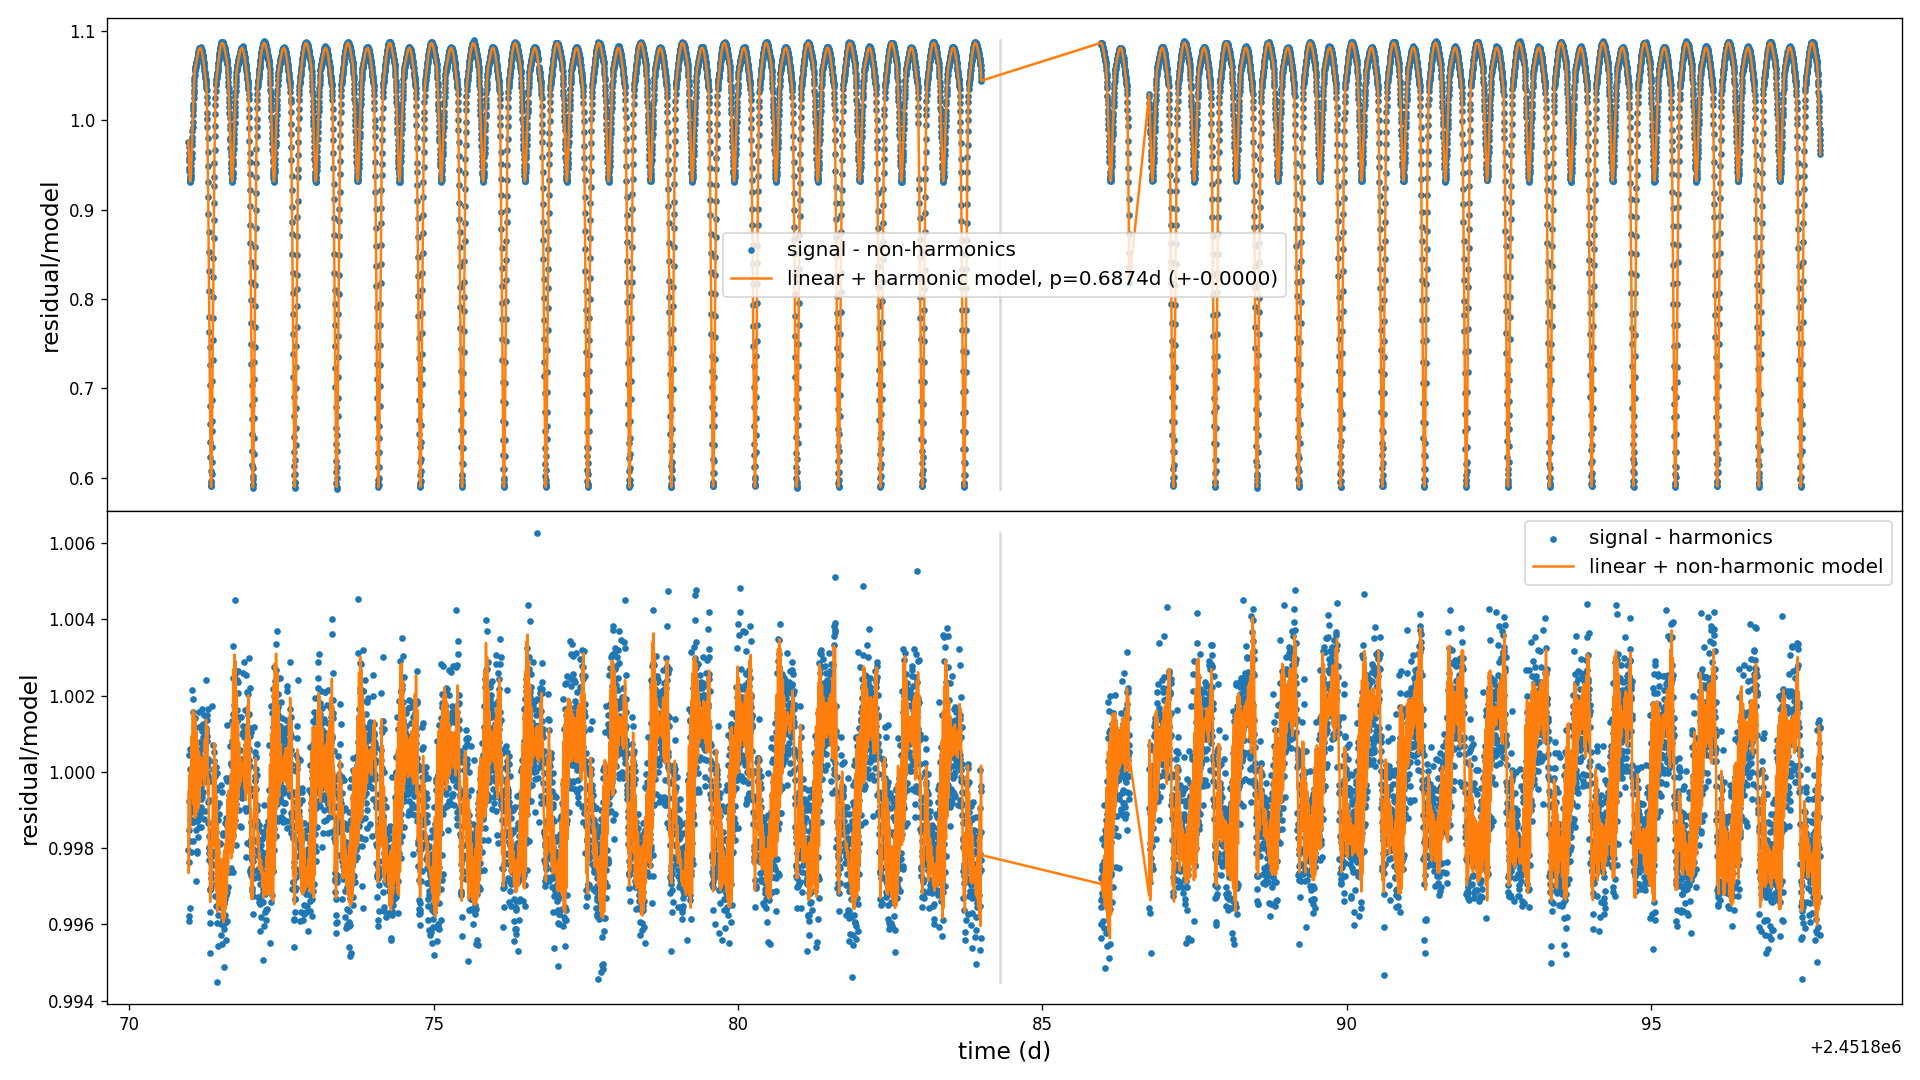 1.1
1.0
0.9
0.8
0.7
0.6
residual/model
signal - non-harmonics
linear + harmonic model, p=0.6874d (+-0.0000)
1.006
1.004
1.002
1.000
0.998
0.996
0.994
residual/model
signal - harmonics
linear + non-harmonic model
70 75 80 85 90 95
time (d)
+2.4518e6